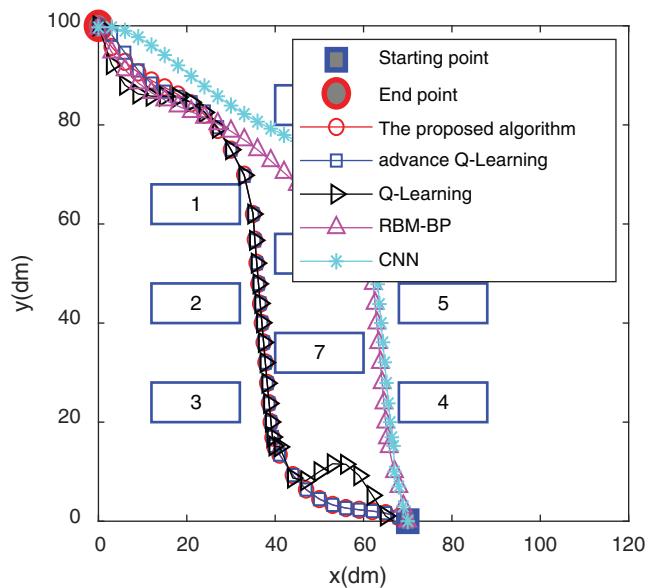 100
80
60
40
20
0
0
20
40
60
80
100
120
y(dm)
x(dm)
Starting point
End point
The proposed algorithm
advance Q-Learning
Q-Learning
RBM-BP
CNN
1
2
5
7
3
4